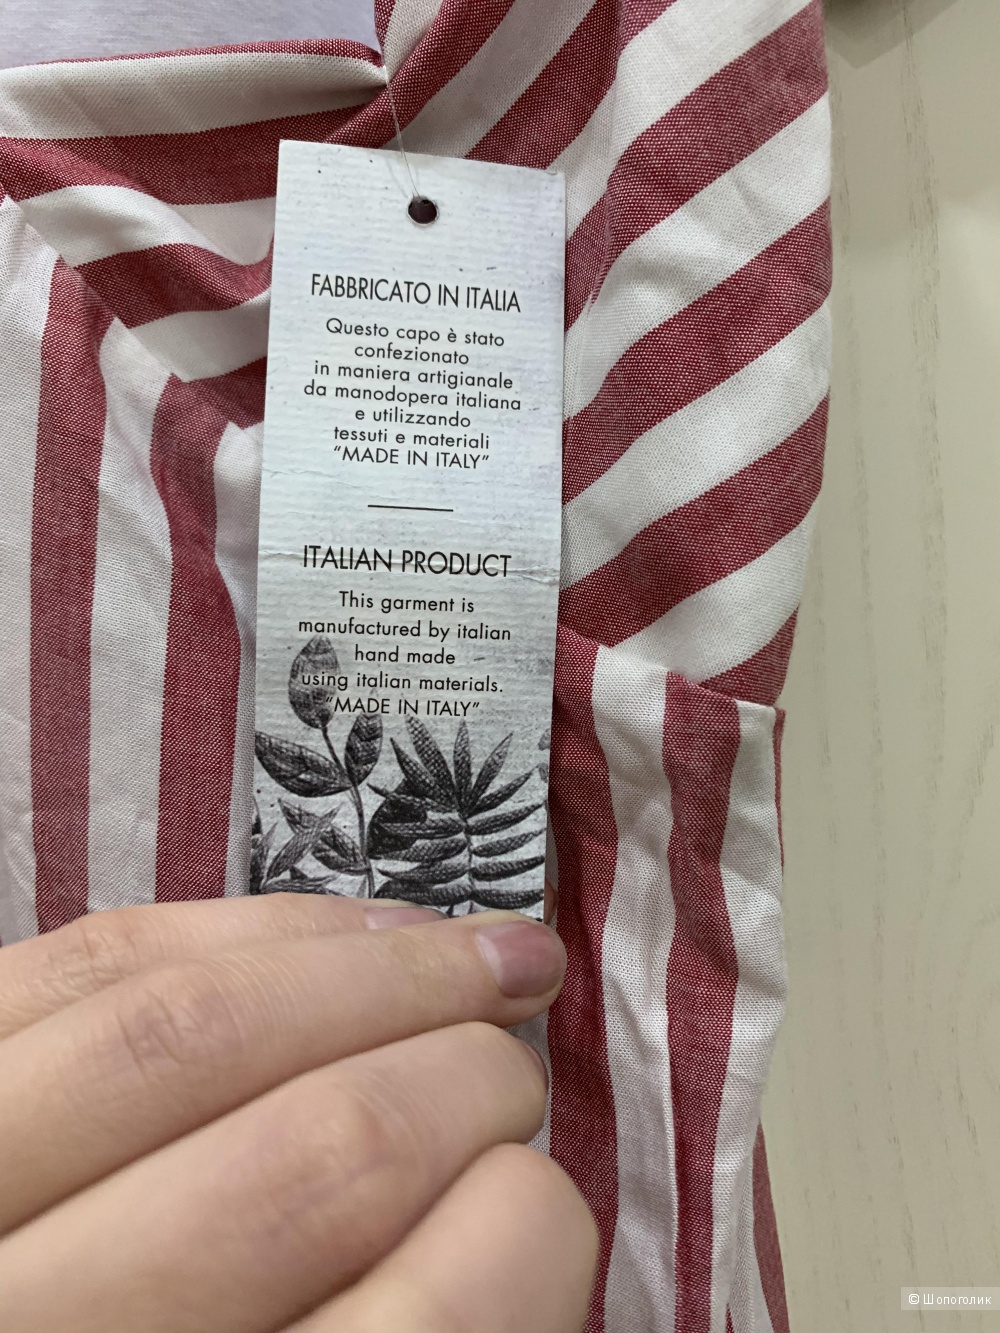 FABBRICATO IN ITALIA
Questo capo è stato
confezionato
in maniera artigianale
da manodopera italiana
e utilizzando
tessuti e materiali
"MADE IN ITALY"
ITALIAN PRODUCT
This garment is
manufactured by italian
hand made
using italian materials.
"MADE IN ITALY"
© Шопоголик